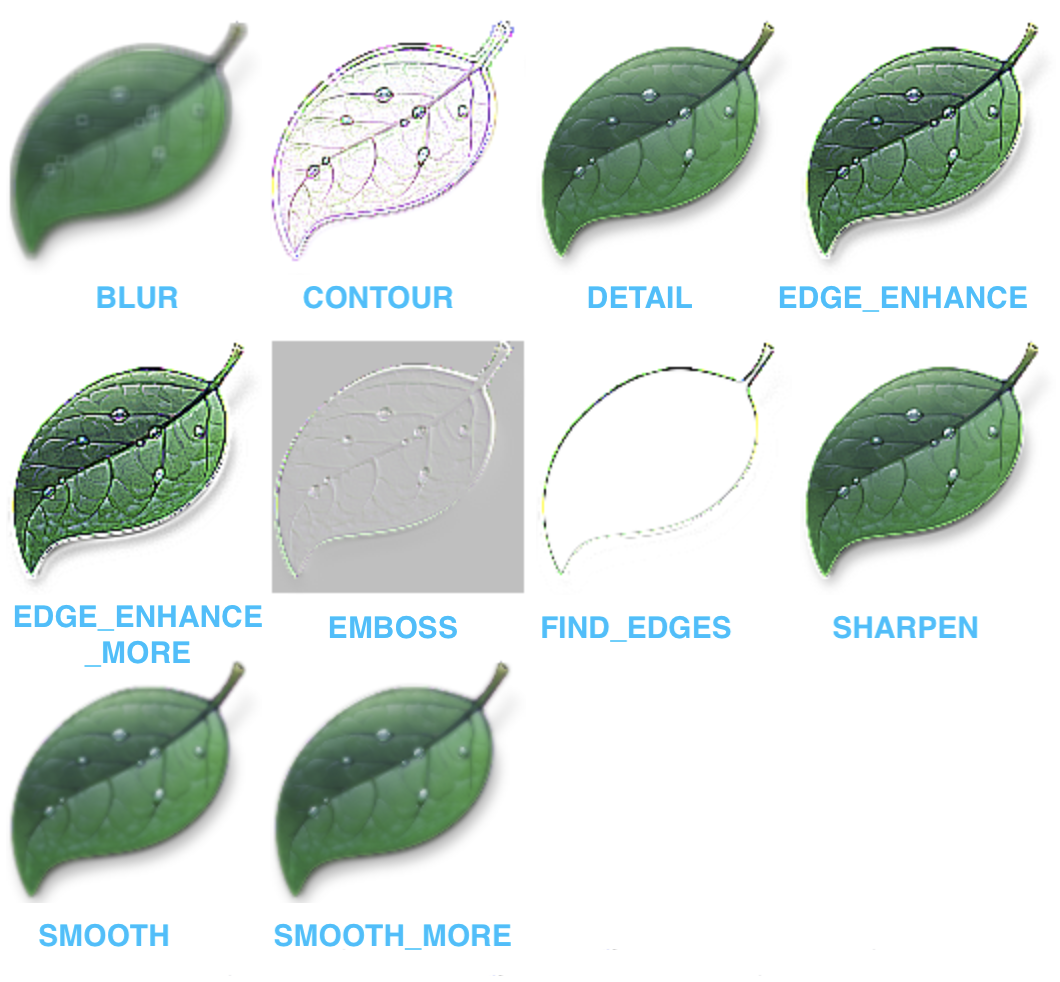 BLUR
CONTOUR
DETAIL
EDGE_ENHANCE
EDGE_ENHANCE
_MORE
EMBOSS
FIND_EDGES
SHARPEN
SMOOTH
SMOOTH_MORE